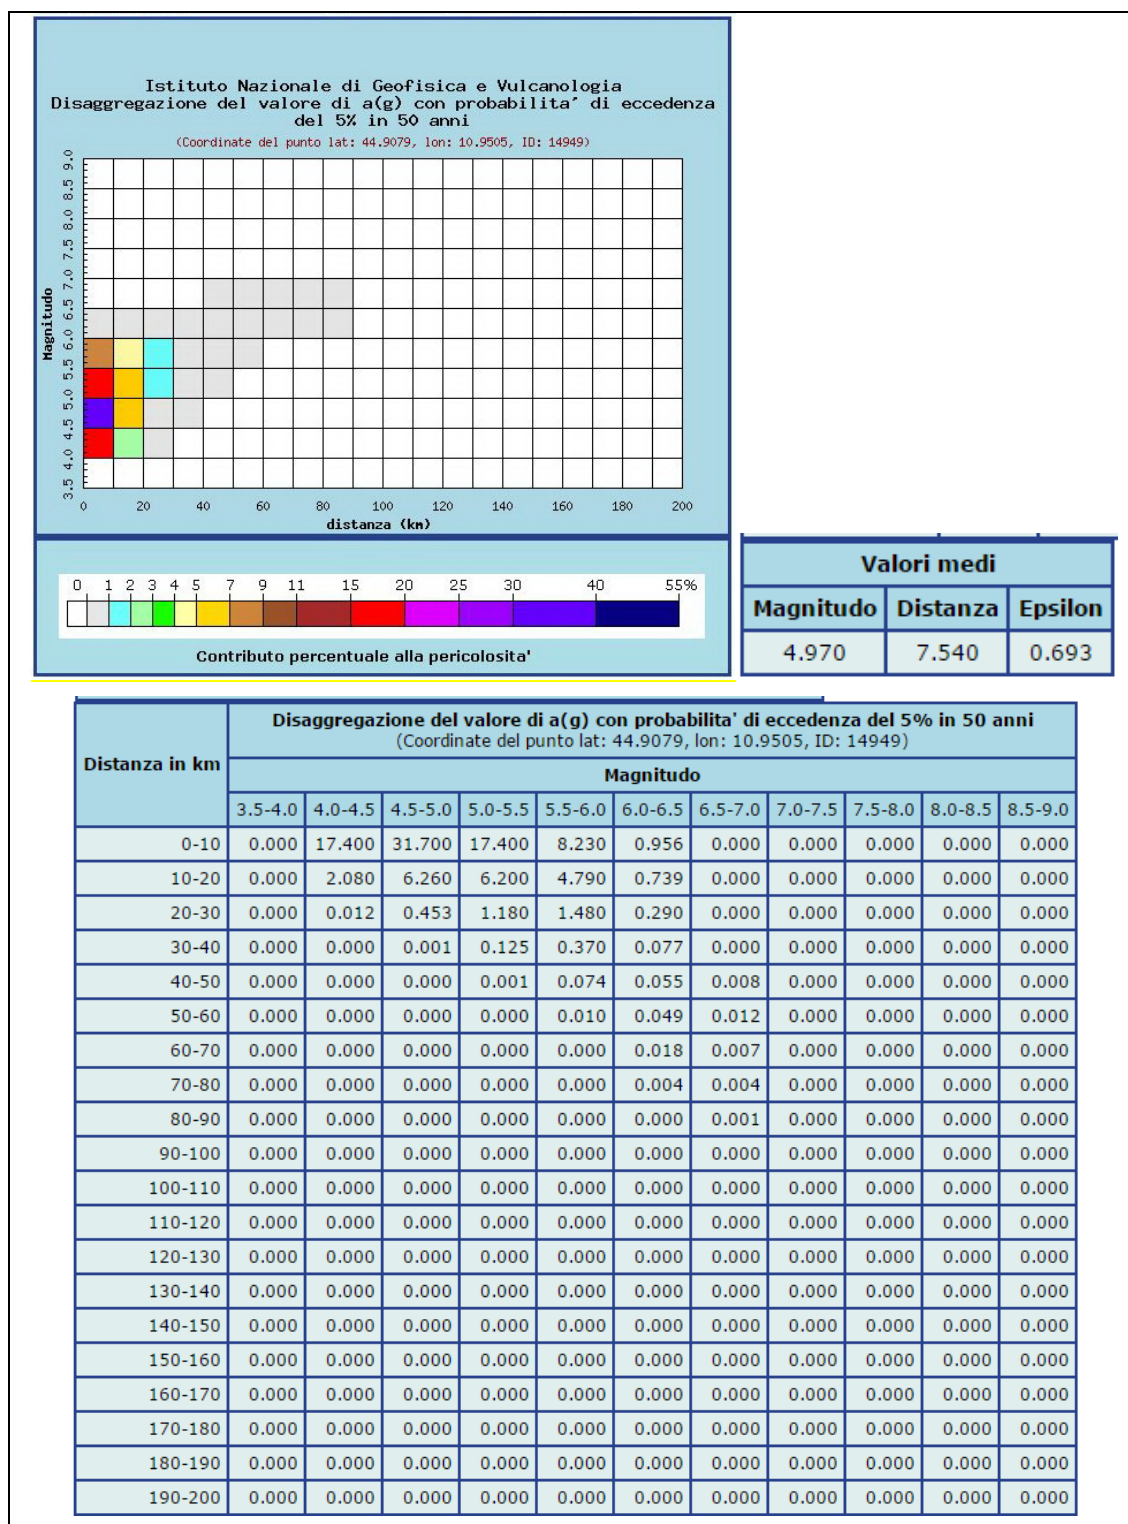 Istituto Nazionale di Geofisica e Vulcanologia
Disaggregazione del valore di a(g) con probabilita' di eccedenza
del 5% in 50 anni
(Coordinate del punto lat: 44.9079, lon: 10.9505, ID: 14949)
Magnitudo
9.0
8.5
8.0
7.5
7.0
6.5
6.0
5.5
5.0
4.5
4.0
3.5
0 20 40 60 80 100 120 140 160 180 200
distanza (km)
0 1 2 3 4 5 7 9 11 15 20 25 30 40 55%
Contributo percentuale alla pericolosita'
Valori medi
Magnitudo Distanza Epsilon
4.970 7.540 0.693
Distanza in km
Disaggregazione del valore di a(g) con probabilita' di eccedenza del 5% in 50 anni
(Coordinate del punto lat: 44.9079, lon: 10.9505, ID: 14949)
Magnitudo
3.5-4.0 4.0-4.5 4.5-5.0 5.0-5.5 5.5-6.0 6.0-6.5 6.5-7.0 7.0-7.5 7.5-8.0 8.0-8.5 8.5-9.0
0-10 0.000 17.400 31.700 17.400 8.230 0.956 0.000 0.000 0.000 0.000 0.000
10-20 0.000 2.080 6.260 6.200 4.790 0.739 0.000 0.000 0.000 0.000 0.000
20-30 0.000 0.012 0.453 1.180 1.480 0.290 0.000 0.000 0.000 0.000 0.000
30-40 0.000 0.000 0.001 0.125 0.370 0.077 0.000 0.000 0.000 0.000 0.000
40-50 0.000 0.000 0.000 0.001 0.074 0.055 0.008 0.000 0.000 0.000 0.000
50-60 0.000 0.000 0.000 0.000 0.010 0.049 0.012 0.000 0.000 0.000 0.000
60-70 0.000 0.000 0.000 0.000 0.000 0.018 0.007 0.000 0.000 0.000 0.000
70-80 0.000 0.000 0.000 0.000 0.000 0.004 0.004 0.000 0.000 0.000 0.000
80-90 0.000 0.000 0.000 0.000 0.000 0.000 0.001 0.000 0.000 0.000 0.000
90-100 0.000 0.000 0.000 0.000 0.000 0.000 0.000 0.000 0.000 0.000 0.000
100-110 0.000 0.000 0.000 0.000 0.000 0.000 0.000 0.000 0.000 0.000 0.000
110-120 0.000 0.000 0.000 0.000 0.000 0.000 0.000 0.000 0.000 0.000 0.000
120-130 0.000 0.000 0.000 0.000 0.000 0.000 0.000 0.000 0.000 0.000 0.000
130-140 0.000 0.000 0.000 0.000 0.000 0.000 0.000 0.000 0.000 0.000 0.000
140-150 0.000 0.000 0.000 0.000 0.000 0.000 0.000 0.000 0.000 0.000 0.000
150-160 0.000 0.000 0.000 0.000 0.000 0.000 0.000 0.000 0.000 0.000 0.000
160-170 0.000 0.000 0.000 0.000 0.000 0.000 0.000 0.000 0.000 0.000 0.000
170-180 0.000 0.000 0.000 0.000 0.000 0.000 0.000 0.000 0.000 0.000 0.000
180-190 0.000 0.000 0.000 0.000 0.000 0.000 0.000 0.000 0.000 0.000 0.000
190-200 0.000 0.000 0.000 0.000 0.000 0.000 0.000 0.000 0.000 0.000 0.000